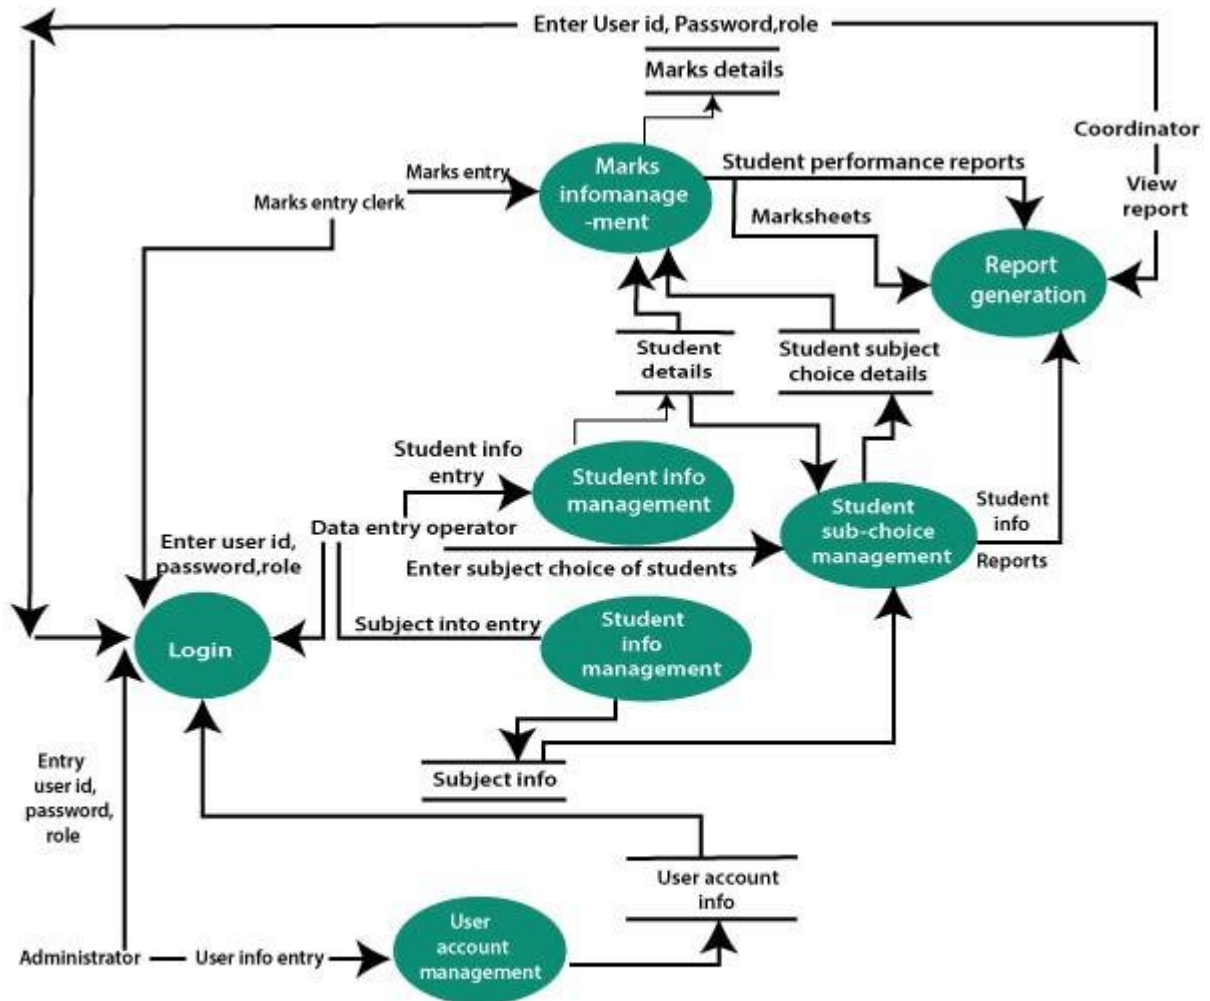 Enter User id, Password,role
Marks details
Coordinator
Marks
infomanage
-ment
Student performance reports
Marks entry
View
report
Marks entry clerk
Marksheets
Report
generation
Student
details
Student subject
choice details
Student info
entry
Student info
management
Student
sub-choice
management
Student
info
Reports
Data entry operator
Enter user id,
password,role
Enter subject choice of students
Subject into entry
Student
info
management
Login
Entry
user id,
password,
role
Subject info
User account
info
User
account
management
Administrator
User info entry